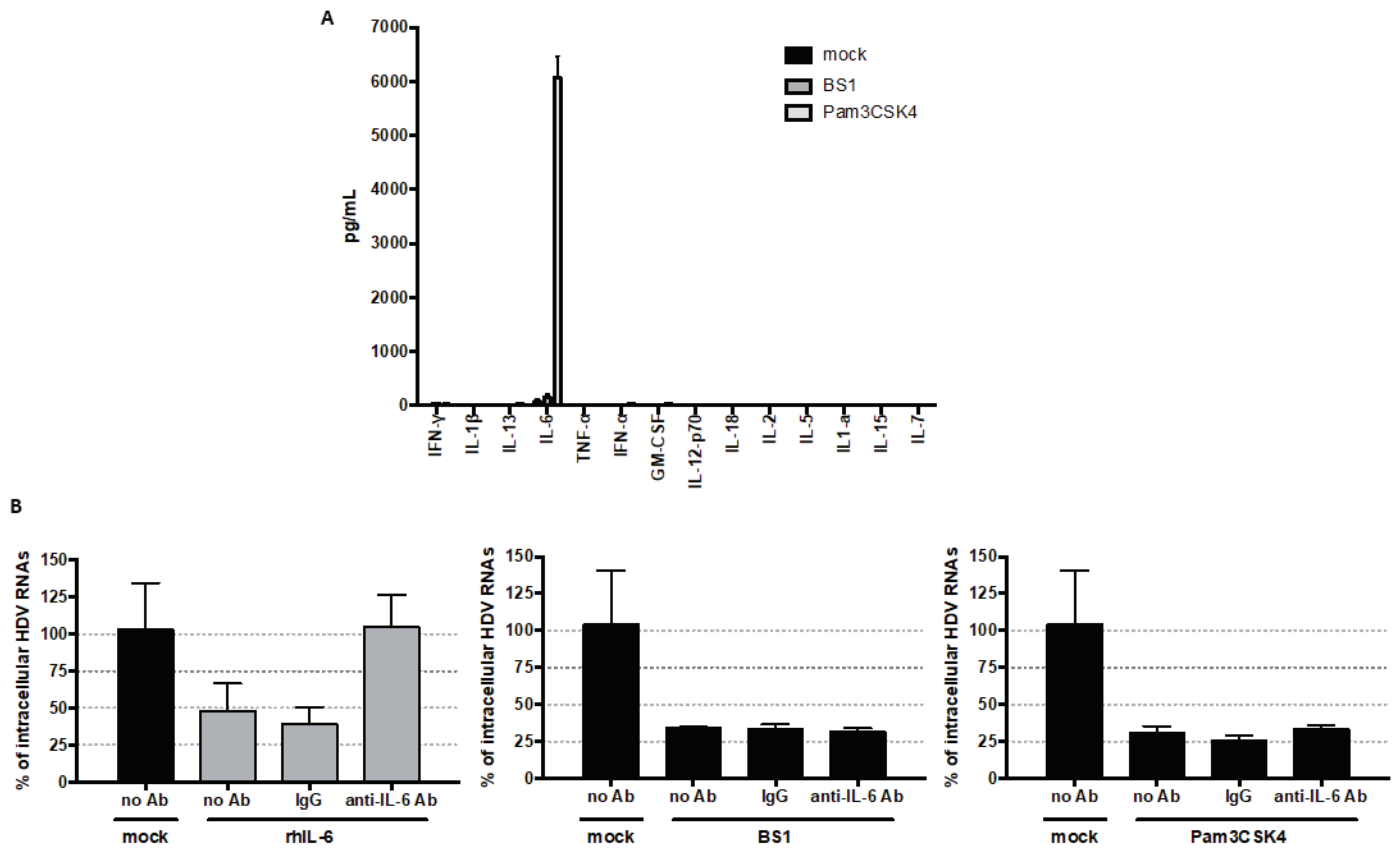 A
7000
6000
5000
4000
3000
2000
1000
0
pg/mL
mock
BS1
Pam3CSK4
IFN-γ
IL-1β
IL-13
IL-6
TNF-α
IFN-α
GM-CSF
IL-12-p70
IL-18
IL-2
IL-5
IL1-a
IL-15
IL-7
B
% of intracellular HDV RNAs
150
125
100
75
50
25
0
no Ab
no Ab
IgG
anti-IL-6 Ab
mock
rhIL-6
% of intracellular HDV RNAs
150
125
100
75
50
25
0
no Ab
no Ab
IgG
anti-IL-6 Ab
mock
BS1
% of intracellular HDV RNAs
150
125
100
75
50
25
0
no Ab
no Ab
IgG
anti-IL-6 Ab
mock
Pam3CSK4